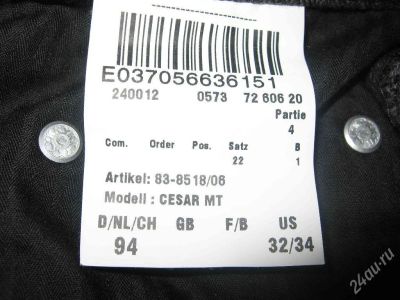 E037056636151
240012 0573 72 606 20
Partie
4
Com. Order Pos. Satz B
22 1
Artikel: 83-8518/06
Modell : CESAR MT
D/NL/CH GB F/B US
94 32/34
24au.ru